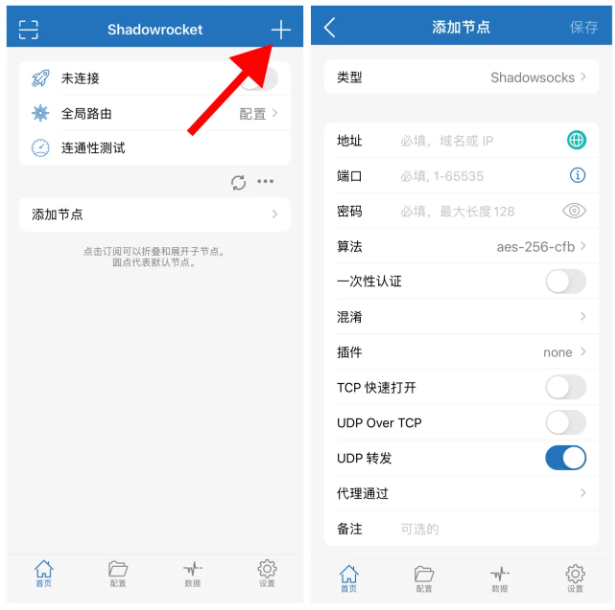 Shadowrocket
未连接
全局路由
配置
连通性测试
添加节点
点击订阅可以折叠和展开子节点。
圆点代表默认节点。
首页
配置
数据
设置
添加节点
保存
类型
Shadowsocks
地址
必填，域名或 IP
端口
必填, 1-65535
密码
必填，最大长度 128
算法
aes-256-cfb
一次性认证
混淆
插件
none
TCP 快速打开
UDP Over TCP
UDP 转发
代理通过
备注
可选的
首页
配置
数据
设置